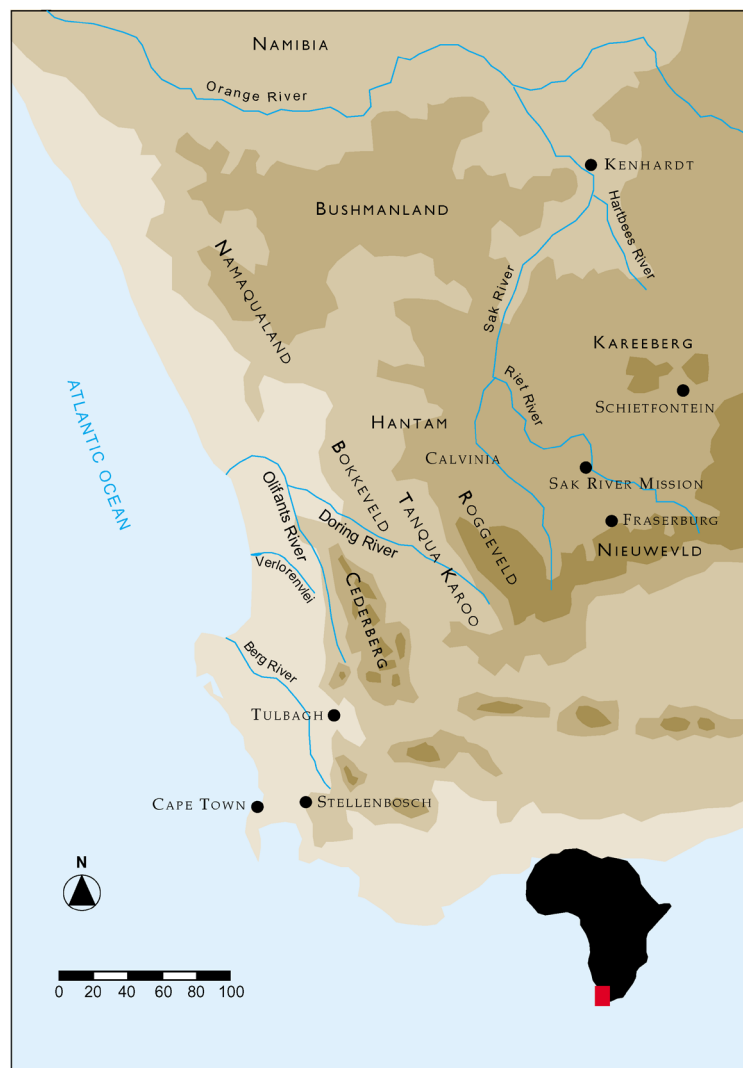 NAMIBIA
Orange River
KENHARDT
BUSHMANLAND
Hartbees River
NAMAQUALAND
Sak River
KAREEBERG
Riet River
SCHIETFONTEIN
ATLANTIC OCEAN
HANTAM
BOKKEVELD
CALVINIA
SAK RIVER MISSION
Olifants River
TANQUA KAROO
ROGGEVELD
Doring River
FRASERBURG
NIEUWEVLD
Verlorenvlei
CEDERBERG
Berg River
TULBAGH
CAPE TOWN
STELLENBOSCH
N
0 20 40 60 80 100